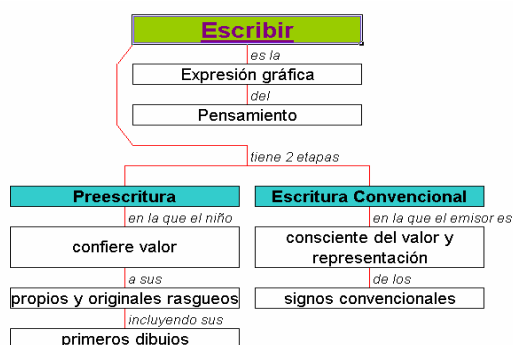 Escribir
es la
Expresión gráfica
del
Pensamiento
tiene 2 etapas
Preescritura
en la que el niño
confiere valor
a sus
propios y originales rasgueos
incluyendo sus
primeros dibujos
Escritura Convencional
en la que el emisor es
consciente del valor y
representación
de los
signos convencionales